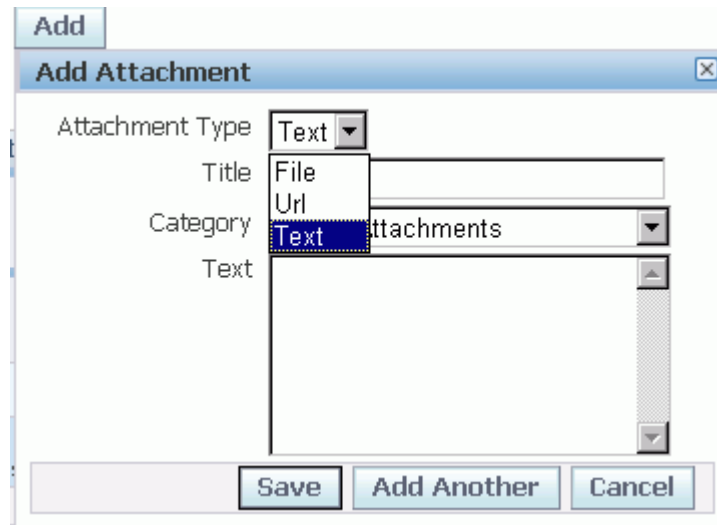 Add
Add Attachment
Attachment Type Text
Title
File
Url
Text
Category ttachments
Text
Save Add Another Cancel